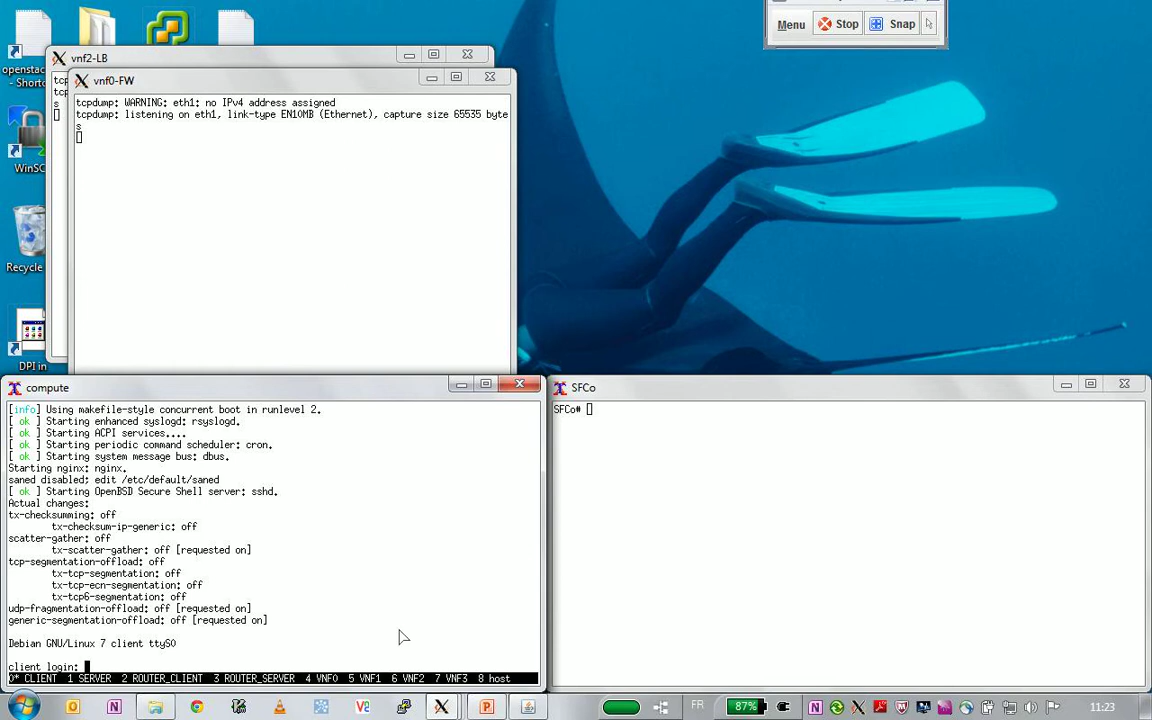 Menu
Stop
Snap
openstac
- Shortc
WinSC
Recycle
DPI in
vnf2-LB
tcp
tcp
s
vnf0-FW
tcpdump: WARNING: eth1: no IPv4 address assigned
tcpdump: listening on eth1, link-type EN10MB (Ethernet), capture size 65535 byte
s
compute
[info] Using makefile-style concurrent boot in runlevel 2.
[ ok ] Starting enhanced syslogd: rsyslogd.
[ ok ] Starting ACPI services....
[ ok ] Starting periodic command scheduler: cron.
[ ok ] Starting system message bus: dbus.
Starting nginx: nginx.
saned disabled; edit /etc/default/saned
[ ok ] Starting OpenBSD Secure Shell server: sshd.
Actual changes:
tx-checksumming: off
tx-checksum-ip-generic: off
scatter-gather: off
tx-scatter-gather: off [requested on]
tcp-segmentation-offload: off
tx-tcp-segmentation: off
tx-tcp-ecn-segmentation: off
tx-tcp6-segmentation: off
udp-fragmentation-offload: off [requested on]
generic-segmentation-offload: off [requested on]
Debian GNU/Linux 7 client ttyS0
client login:
0* CLIENT 1 SERVER 2 ROUTER_CLIENT 3 ROUTER_SERVER 4 VNF0 5 VNF1 6 VNF2 7 VNF3 8 host
SFCo
SFCo#
FR
87%
11:23